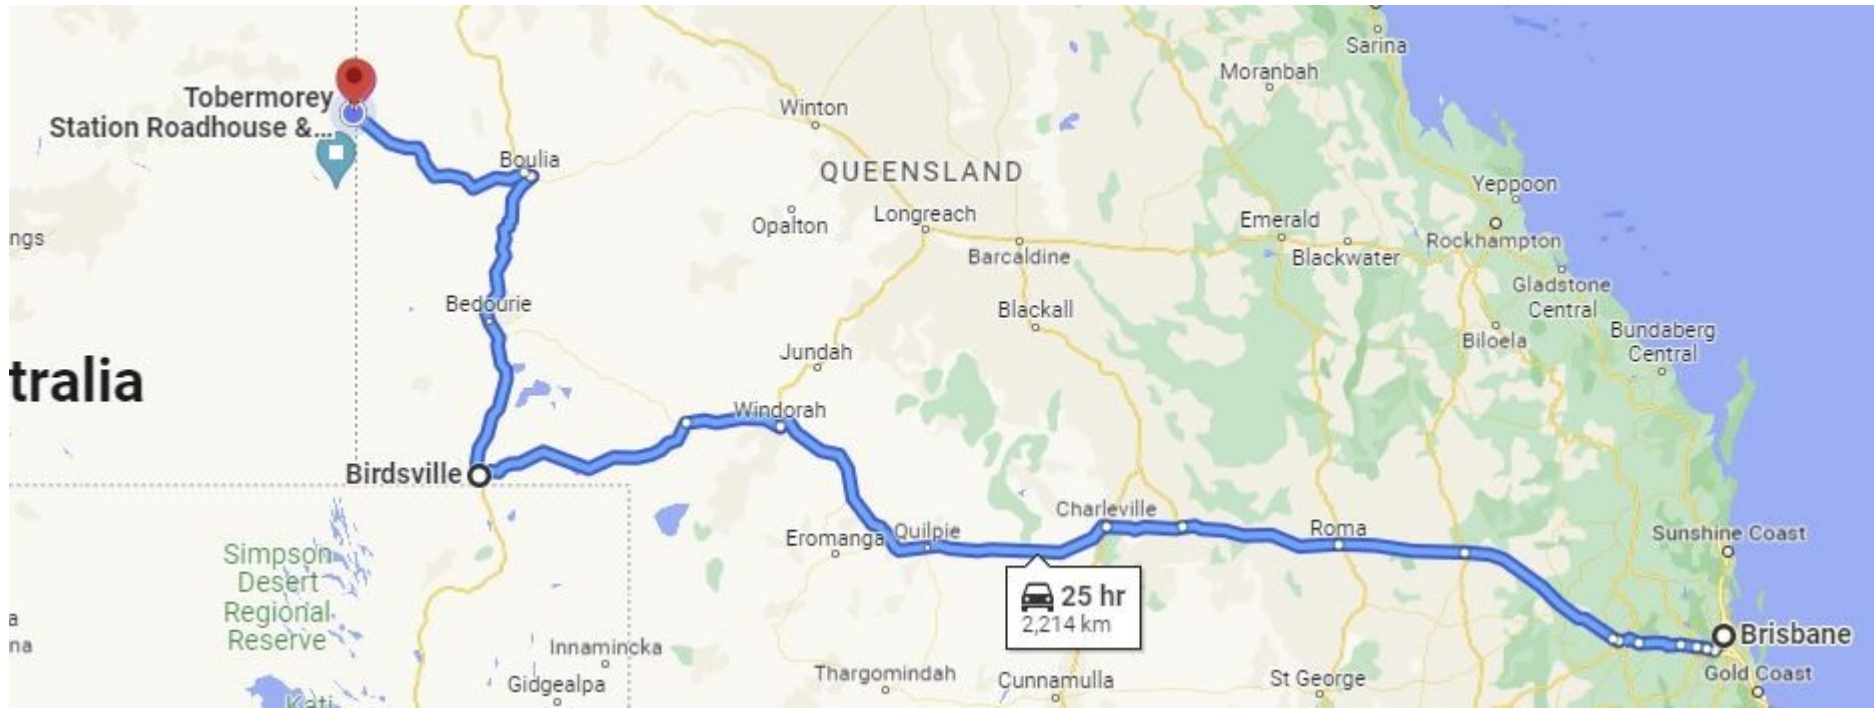 Sarina
Moranbah
Tobermorey
Station Roadhouse &...
Winton
Boulia
QUEENSLAND
Yeppoon
Opalton
Longreach
Emerald
ngs
Rockhampton
Barcaldine
Blackwater
Gladstone
Central
Bedourie
Blackall
Bundaberg
Central
Biloela
Jundah
tralia
Windorah
Birdsville
Charleville
Eromanga
Quilpie
Roma
Sunshine Coast
Simpson
Desert
Regional
Reserve
25 hr
2,214 km
a
na
Innamincka
Brisbane
Gold Coast
Thargomindah
Cunnamulla
St George
Gidgealpa
Kati